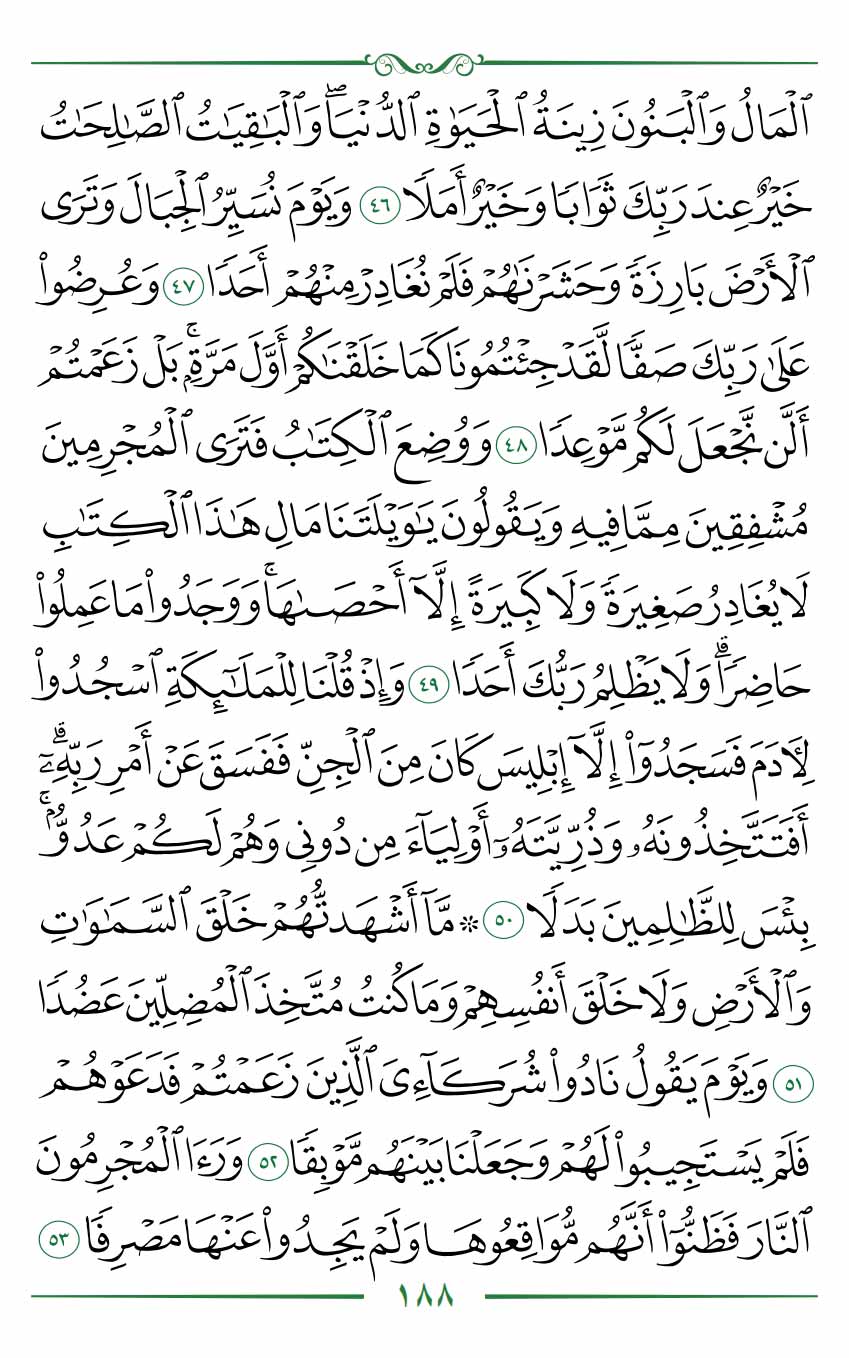 ٱلْمَالُ وَٱلْبَنُونَ زِينَةُ ٱلْحَيَوٰةِ ٱلدُّنْيَاۖ وَٱلْبَٰقِيَٰتُ ٱلصَّٰلِحَٰتُ
خَيْرٌ عِندَ رَبِّكَ ثَوَابًا وَخَيْرٌ أَمَلًا ٤٦ وَيَوْمَ نُسَيِّرُ ٱلْجِبَالَ وَتَرَى
ٱلْأَرْضَ بَارِزَةً وَحَشَرْنَٰهُمْ فَلَمْ نُغَادِرْ مِنْهُمْ أَحَدًا ٤٧ وَعُرِضُوا۟
عَلَىٰ رَبِّكَ صَفًّا لَّقَدْ جِئْتُمُونَا كَمَا خَلَقْنَٰكُمْ أَوَّلَ مَرَّةٍۭۚ بَلْ زَعَمْتُمْ
أَلَّن نَّجْعَلَ لَكُم مَّوْعِدًا ٤٨ وَوُضِعَ ٱلْكِتَٰبُ فَتَرَى ٱلْمُجْرِمِينَ
مُشْفِقِينَ مِمَّا فِيهِ وَيَقُولُونَ يَٰوَيْلَتَنَا مَالِ هَٰذَا ٱلْكِتَٰبِ
لَا يُغَادِرُ صَغِيرَةً وَلَا كَبِيرَةً إِلَّآ أَحْصَىٰهَاۚ وَوَجَدُوا۟ مَا عَمِلُوا۟
حَاضِرًاۗ وَلَا يَظْلِمُ رَبُّكَ أَحَدًا ٤٩ وَإِذْ قُلْنَا لِلْمَلَٰٓئِكَةِ ٱسْجُدُوا۟
لِءَادَمَ فَسَجَدُوٓا۟ إِلَّآ إِبْلِيسَ كَانَ مِنَ ٱلْجِنِّ فَفَسَقَ عَنْ أَمْرِ رَبِّهِۦٓۗ
أَفَتَتَّخِذُونَهُۥ وَذُرِّيَّتَهُۥٓ أَوْلِيَآءَ مِن دُونِى وَهُمْ لَكُمْ عَدُوٌّۢۚ
بِئْسَ لِلظَّٰلِمِينَ بَدَلًا ٥٠ ۞ مَّآ أَشْهَدتُّهُمْ خَلْقَ ٱلسَّمَٰوَٰتِ
وَٱلْأَرْضِ وَلَا خَلْقَ أَنفُسِهِمْ وَمَا كُنتُ مُتَّخِذَ ٱلْمُضِلِّينَ عَضُدًا
٥١ وَيَوْمَ يَقُولُ نَادُوا۟ شُرَكَآءِىَ ٱلَّذِينَ زَعَمْتُمْ فَدَعَوْهُمْ
فَلَمْ يَسْتَجِيبُوا۟ لَهُمْ وَجَعَلْنَا بَيْنَهُم مَّوْبِقًا ٥٢ وَرَءَا ٱلْمُجْرِمُونَ
ٱلنَّارَ فَظَنُّوٓا۟ أَنَّهُم مُّوَاقِعُوهَا وَلَمْ يَجِدُوا۟ عَنْهَا مَصْرِفًا ٥٣
١٨٨